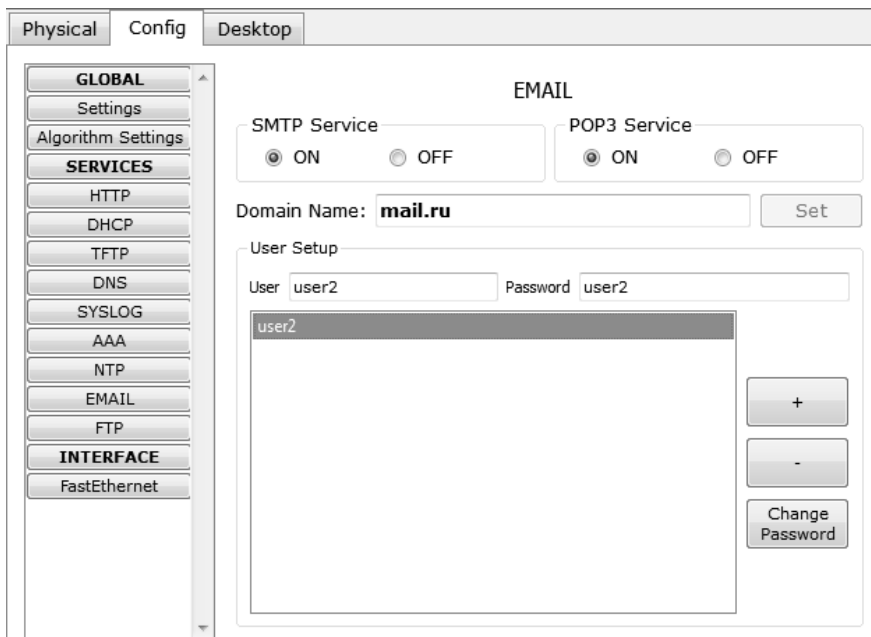 Physical Config Desktop
GLOBAL
Settings
Algorithm Settings
SERVICES
HTTP
DHCP
TFTP
DNS
SYSLOG
AAA
NTP
EMAIL
FTP
INTERFACE
FastEthernet
EMAIL
SMTP Service
ON OFF
POP3 Service
ON OFF
Domain Name: mail.ru Set
User Setup
User user2 Password user2
user2
+
-
Change
Password